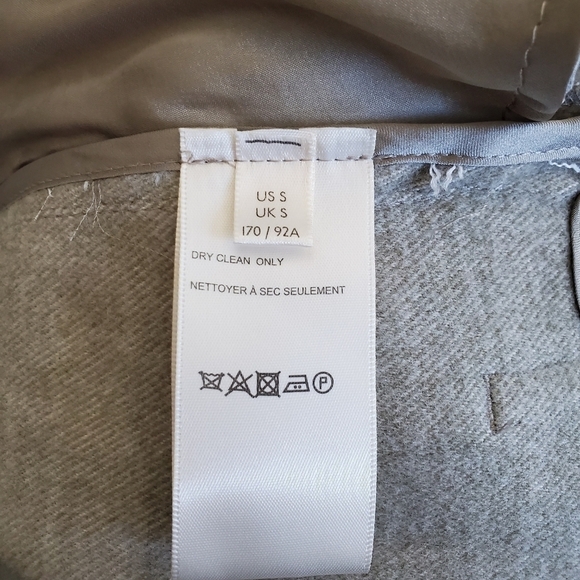 US S
UK S
170 / 92A
DRY CLEAN ONLY
NETTOYER À SEC SEULEMENT
P